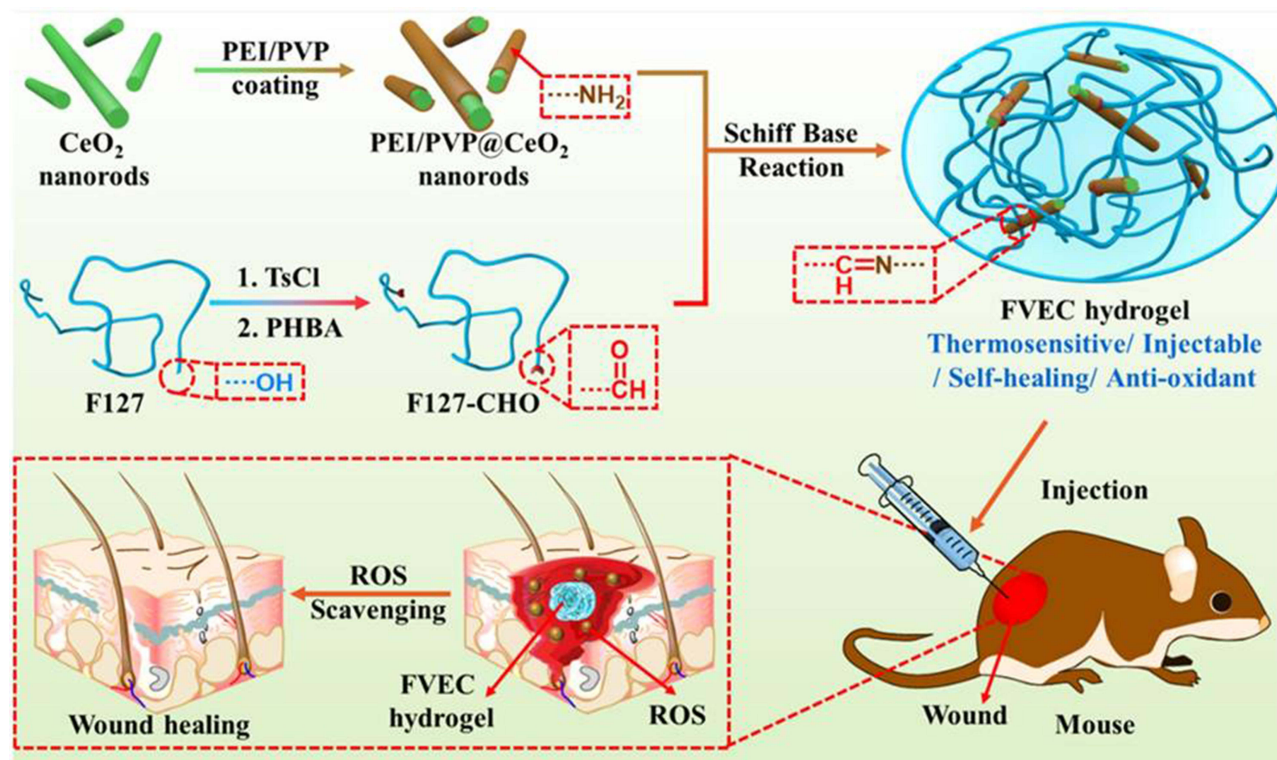 PEI/PVP
coating
CeO₂
nanorods
PEI/PVP@CeO₂
nanorods
····NH₂
Schiff Base
Reaction
····C=N····
H
FVEC hydrogel
Thermosensitive/ Injectable
/ Self-healing/ Anti-oxidant
1. TsCl
2. PHBA
····OH
F127
O
····CH
F127-CHO
Injection
Wound
Mouse
ROS
Scavenging
FVEC
hydrogel
ROS
Wound healing